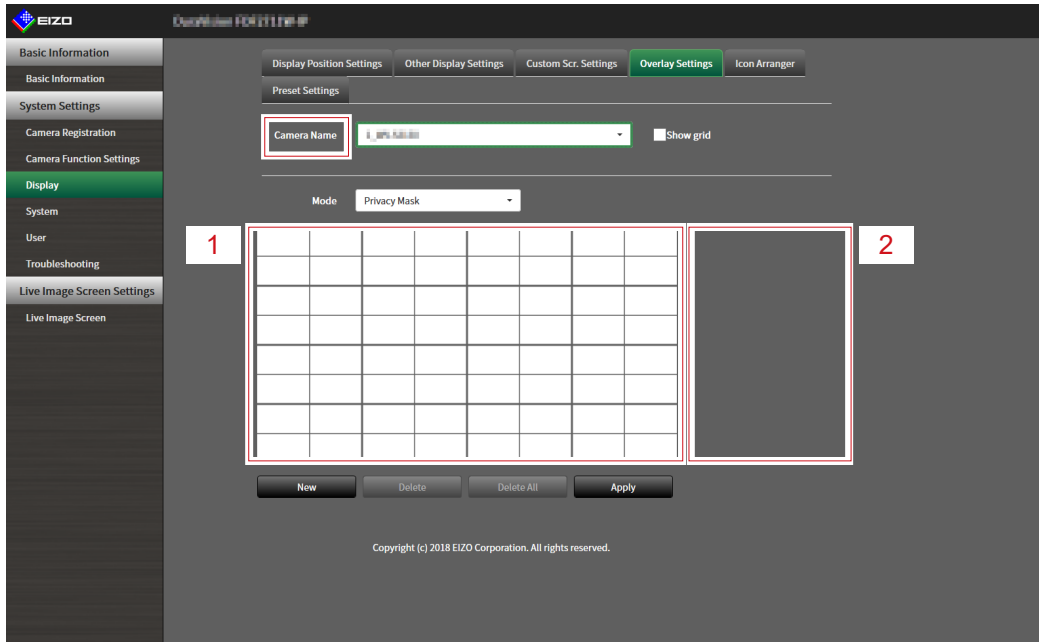 EIZO
Basic Information
Basic Information
System Settings
Camera Registration
Camera Function Settings
Display
System
User
Troubleshooting
Live Image Screen Settings
Live Image Screen
Display Position Settings
Other Display Settings
Custom Scr. Settings
Overlay Settings
Icon Arranger
Preset Settings
Camera Name
Show grid
Mode
Privacy Mask
1
2
New
Delete
Delete All
Apply
Copyright (c) 2018 EIZO Corporation. All rights reserved.